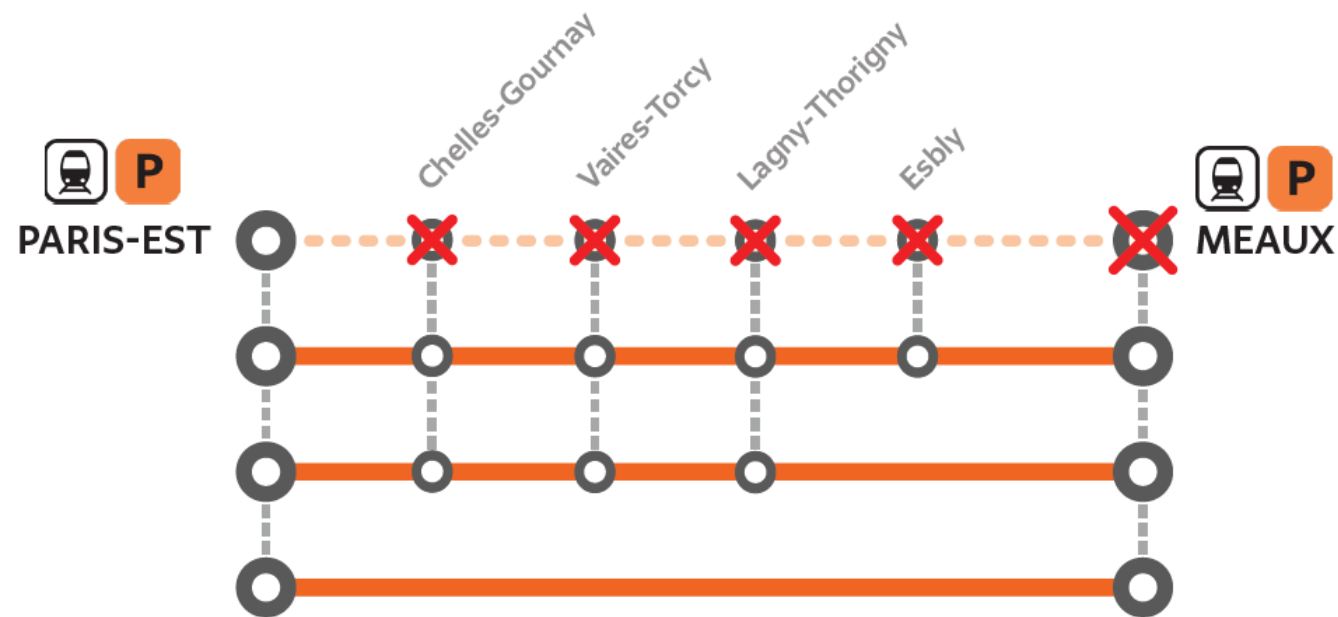 Chelles-Gournay
Vaires-Torcy
Lagny-Thorigny
Esbly
P
PARIS-EST
P
MEAUX